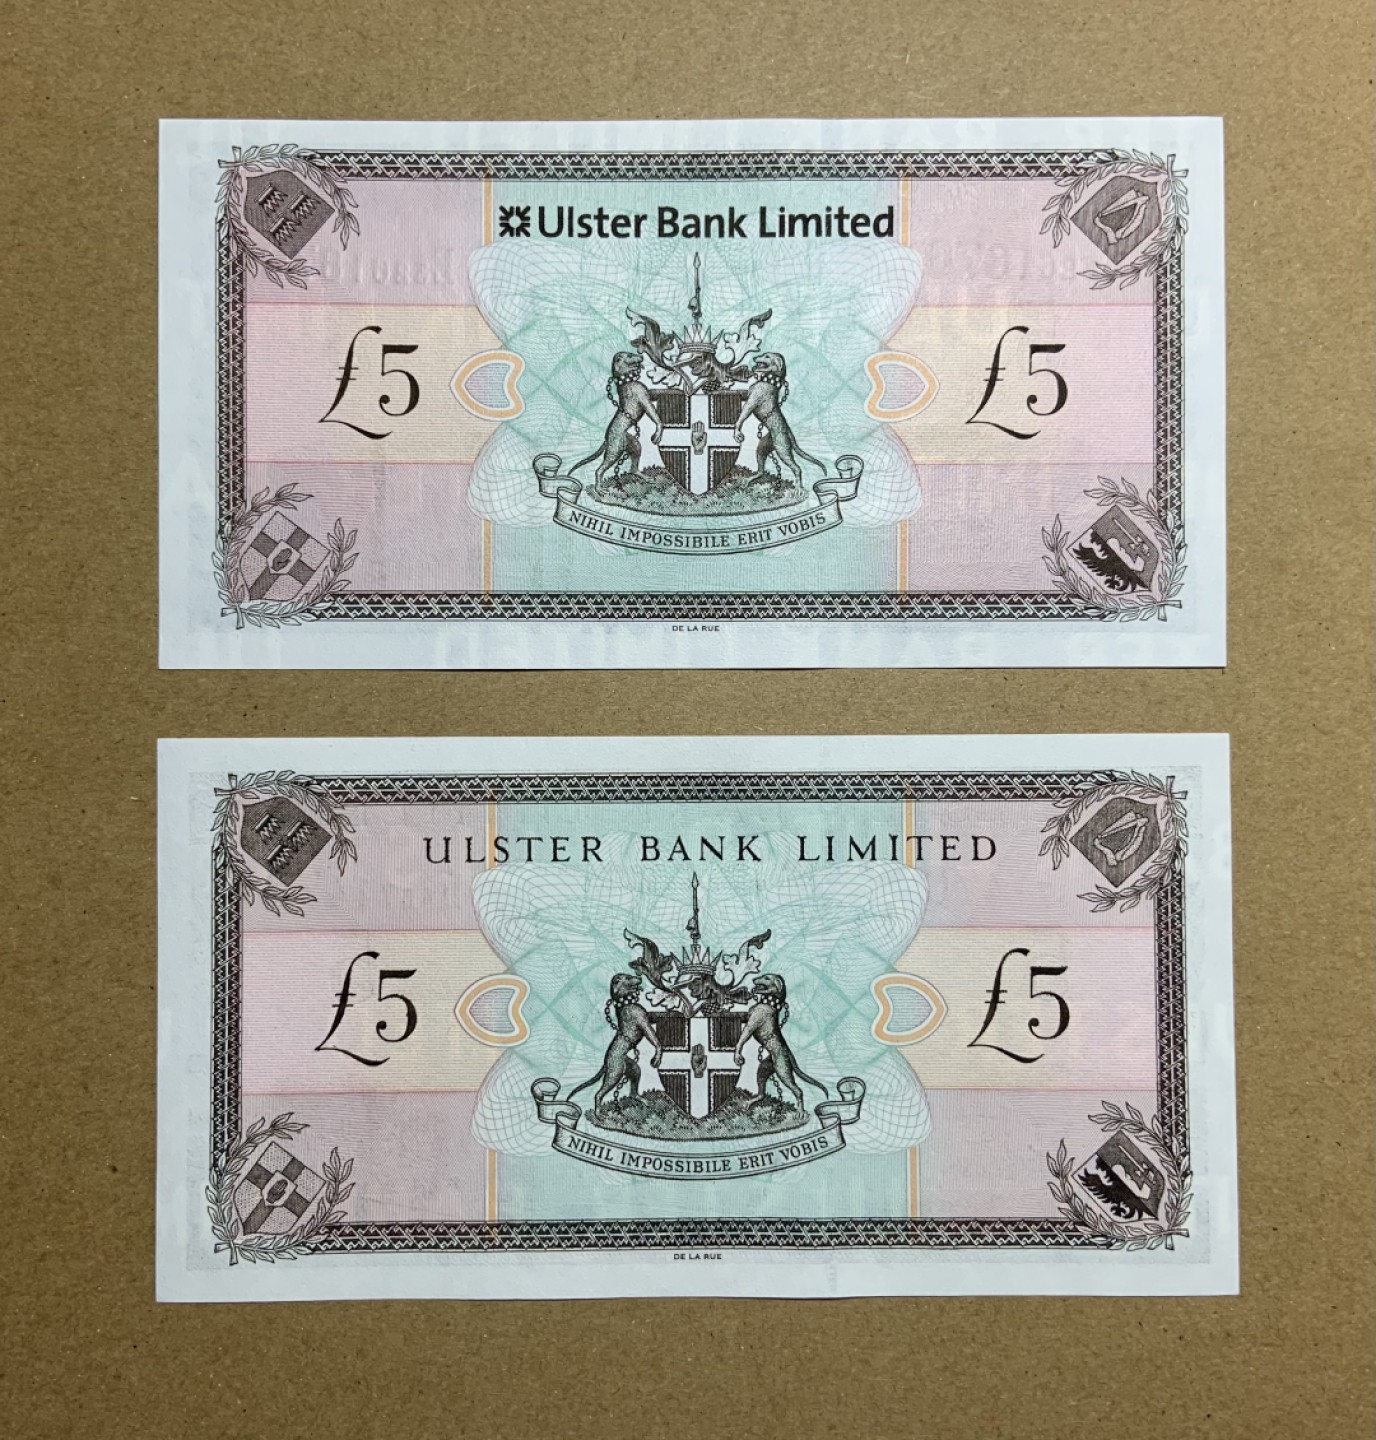 Ulster Bank Limited
£5 £5
NIHIL IMPOSSIBILE ERIT VOBIS
DE LA RUE
ULSTER BANK LIMITED
£5 £5
NIHIL IMPOSSIBILE ERIT VOBIS
DE LA RUE